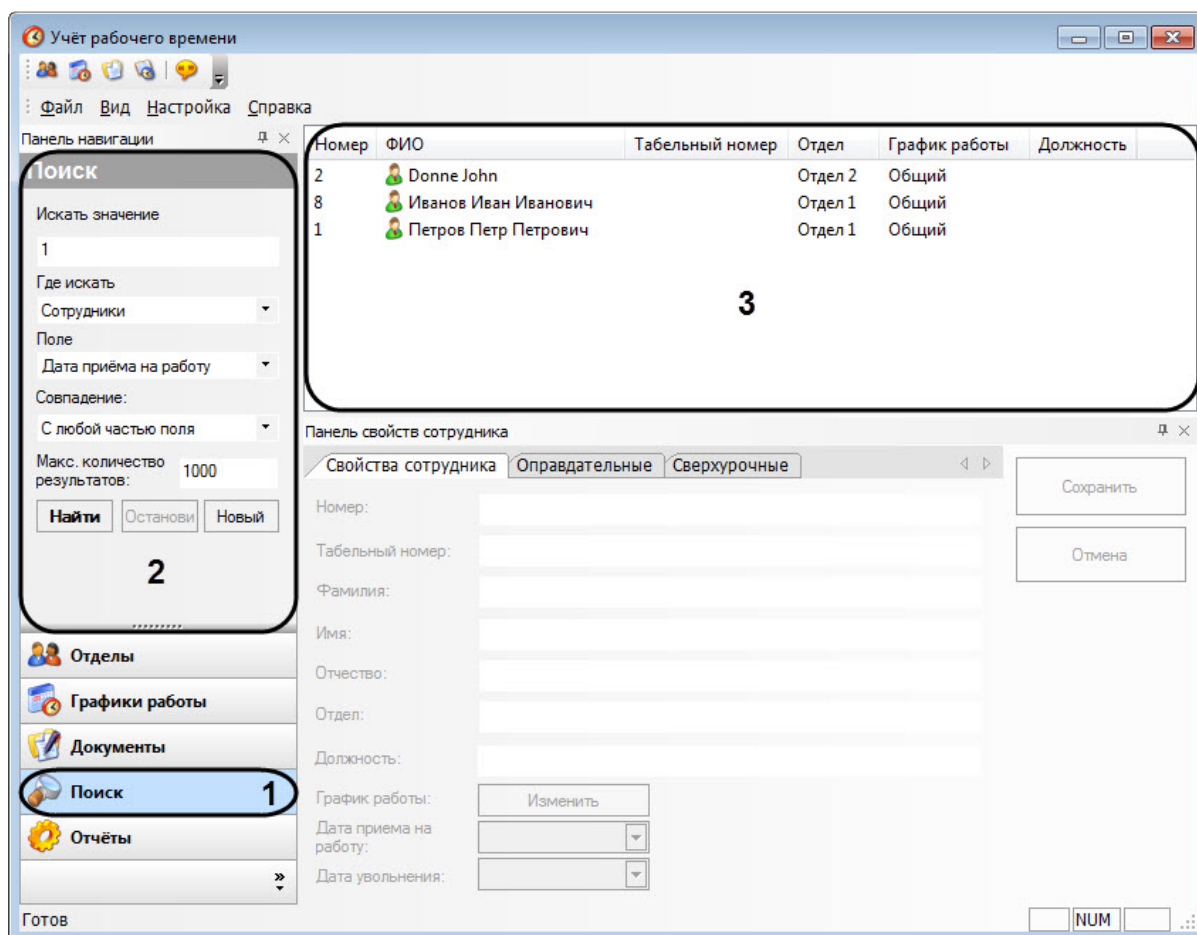 Учёт рабочего времени
Файл Вид Настройка Справка
Панель навигации
Поиск
Искать значение
1
Где искать
Сотрудники
Поле
Дата приёма на работу
Совпадение:
С любой частью поля
Макс. количество
результатов:
1000
Найти Останови Новый
2
Отделы
Графики работы
Документы
Поиск 1
Отчёты
Номер ФИО Табельный номер Отдел График работы Должность
2 Donne John Отдел 2 Общий
8 Иванов Иван Иванович Отдел 1 Общий
1 Петров Петр Петрович Отдел 1 Общий
3
Панель свойств сотрудника
Свойства сотрудника Оправдательные Сверхурочные
Сохранить
Отмена
Номер:
Табельный номер:
Фамилия:
Имя:
Отчество:
Отдел:
Должность:
График работы: Изменить
Дата приема на
работу:
Дата увольнения:
Готов
NUM